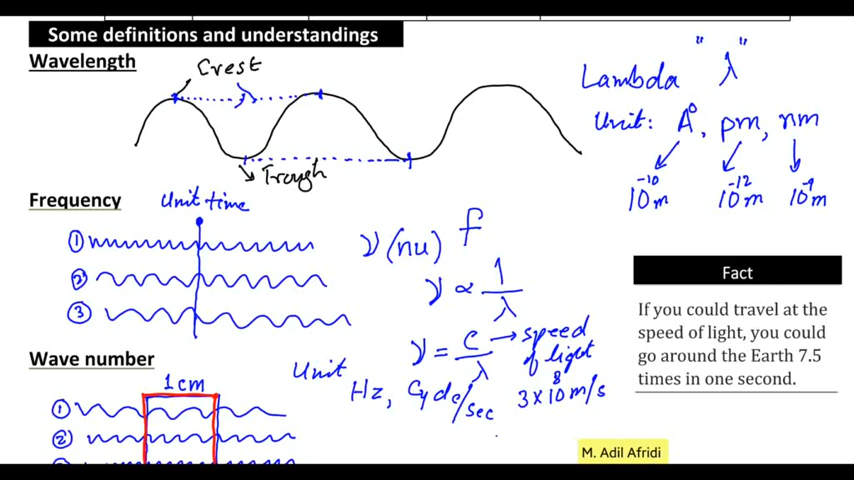 Some definitions and understandings
Wavelength
Crest
Trough
Lambda "λ"
Unit: A⁰, pm, nm
10⁻¹⁰m 10⁻¹²m 10⁻⁹m
Frequency
Unit time
①
②
③
ν (nu) f
ν ∝ 1/λ
ν = c/λ → speed of light
3×10⁸ m/s
Unit
Hz, Cycle/sec
Wave number
1 cm
①
②
Fact
If you could travel at the
speed of light, you could
go around the Earth 7.5
times in one second.
M. Adil Afridi